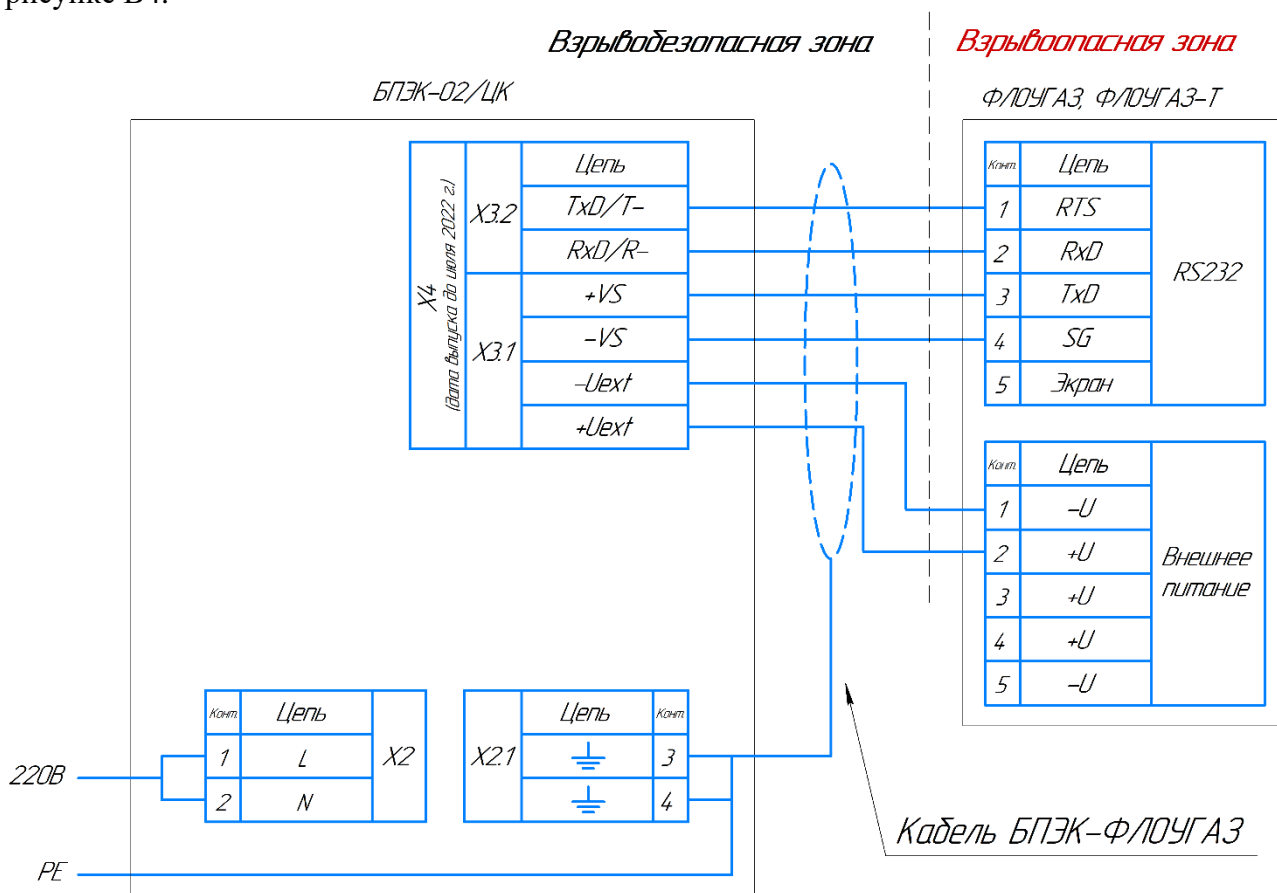 рисунке В4.
Взрывобезопасная зона
Взрывоопасная зона
БПЭК-02/ЦК
ФЛОУГАЗ, ФЛОУГАЗ-Т
X4
(дата выпуска до июля 2022 г.)
X3.2
X3.1
Цепь
TxD/T-
RxD/R-
+VS
-VS
-Uext
+Uext
Конт. Цепь
1 RTS
2 RxD
3 TxD
4 SG
5 Экран
RS232
Конт. Цепь
1 -U
2 +U
3 +U
4 +U
5 -U
Внешнее
питание
Конт. Цепь
1 L
2 N
X2
X2.1
Цепь Конт.
3
4
220В
PE
Кабель БПЭК-ФЛОУГАЗ